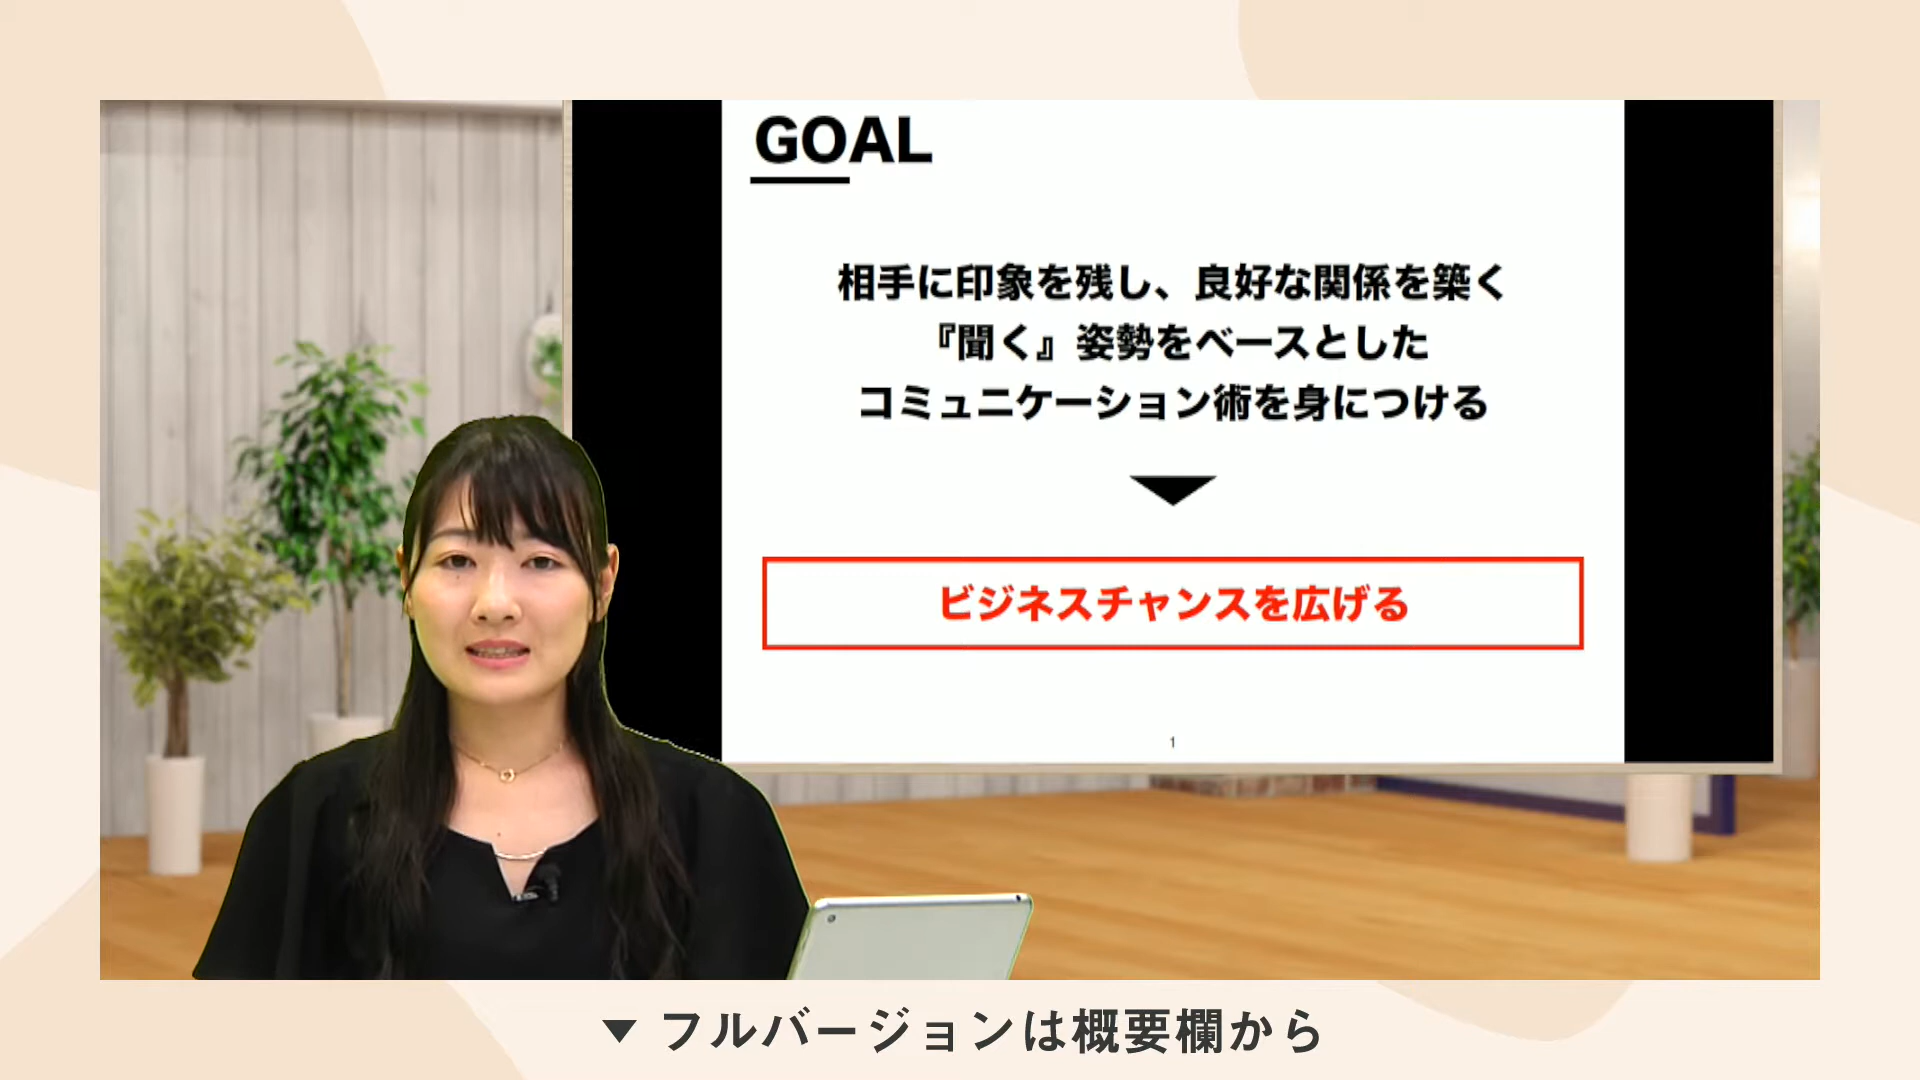 GOAL
相手に印象を残し、良好な関係を築く
『聞く』姿勢をベースとした
コミュニケーション術を身につける
▼
ビジネスチャンスを広げる
1
▼ フルバージョンは概要欄から